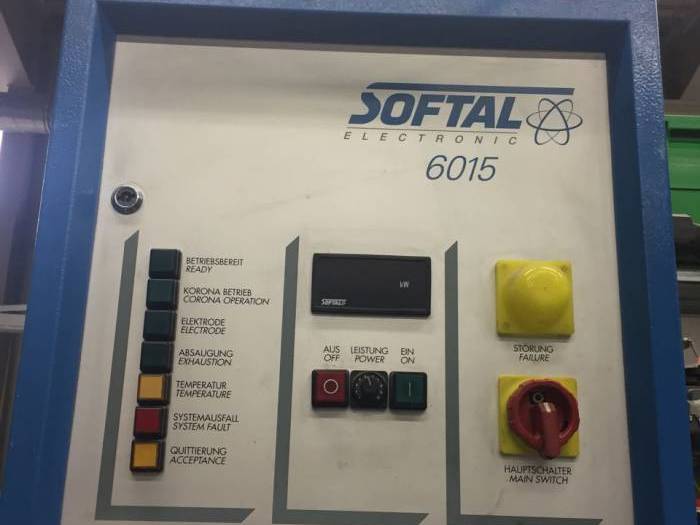 SOFTAL
ELECTRONIC
6015
BETRIEBSBEREIT
READY
KORONA BETRIEB
CORONA OPERATION
ELEKTRODE
ELECTRODE
ABSAUGUNG
EXHAUSTION
TEMPERATUR
TEMPERATURE
SYSTEMAUSFALL
SYSTEM FAULT
QUITTIERUNG
ACCEPTANCE
kW
SOFTAL
AUS
OFF
LEISTUNG
POWER
EIN
ON
STÖRUNG
FAILURE
HAUPTSCHALTER
MAIN SWITCH